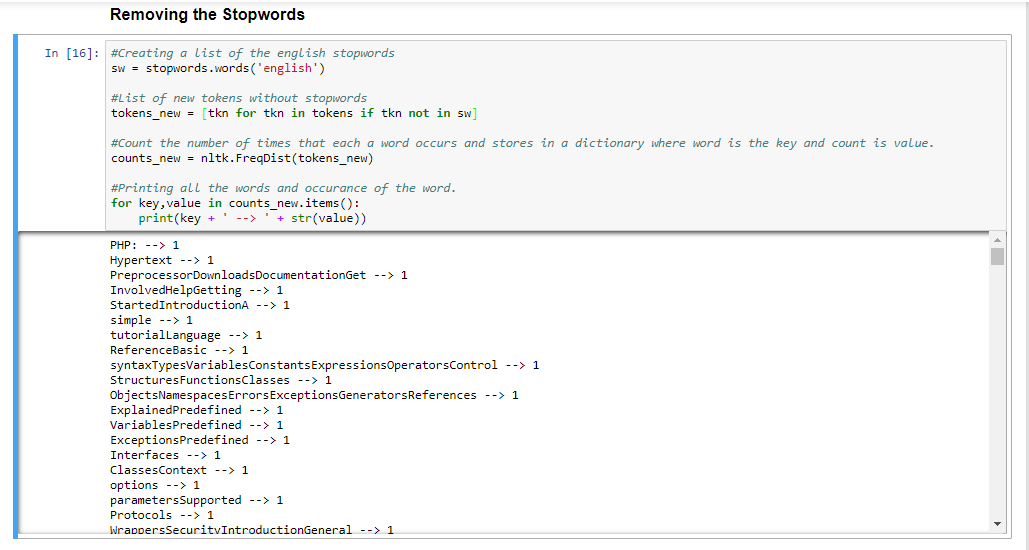 Removing the Stopwords
In [16]: #Creating a list of the english stopwords
sw = stopwords.words('english')
#List of new tokens without stopwords
tokens_new = [tkn for tkn in tokens if tkn not in sw]
#Count the number of times that each a word occurs and stores in a dictionary where word is the key and count is value.
counts_new = nltk.FreqDist(tokens_new)
#Printing all the words and occurance of the word.
for key,value in counts_new.items():
    print(key + ' --> ' + str(value))
PHP: --> 1
Hypertext --> 1
PreprocessorDownloadsDocumentationGet --> 1
InvolvedHelpGetting --> 1
StartedIntroductionA --> 1
simple --> 1
tutorialLanguage --> 1
ReferenceBasic --> 1
syntaxTypesVariablesConstantsExpressionsOperatorsControl --> 1
StructuresFunctionsClasses --> 1
ObjectsNamespacesErrorsExceptionsGeneratorsReferences --> 1
ExplainedPredefined --> 1
VariablesPredefined --> 1
ExceptionsPredefined --> 1
Interfaces --> 1
ClassesContext --> 1
options --> 1
parametersSupported --> 1
Protocols --> 1
WrappersSecurityIntroductionGeneral --> 1